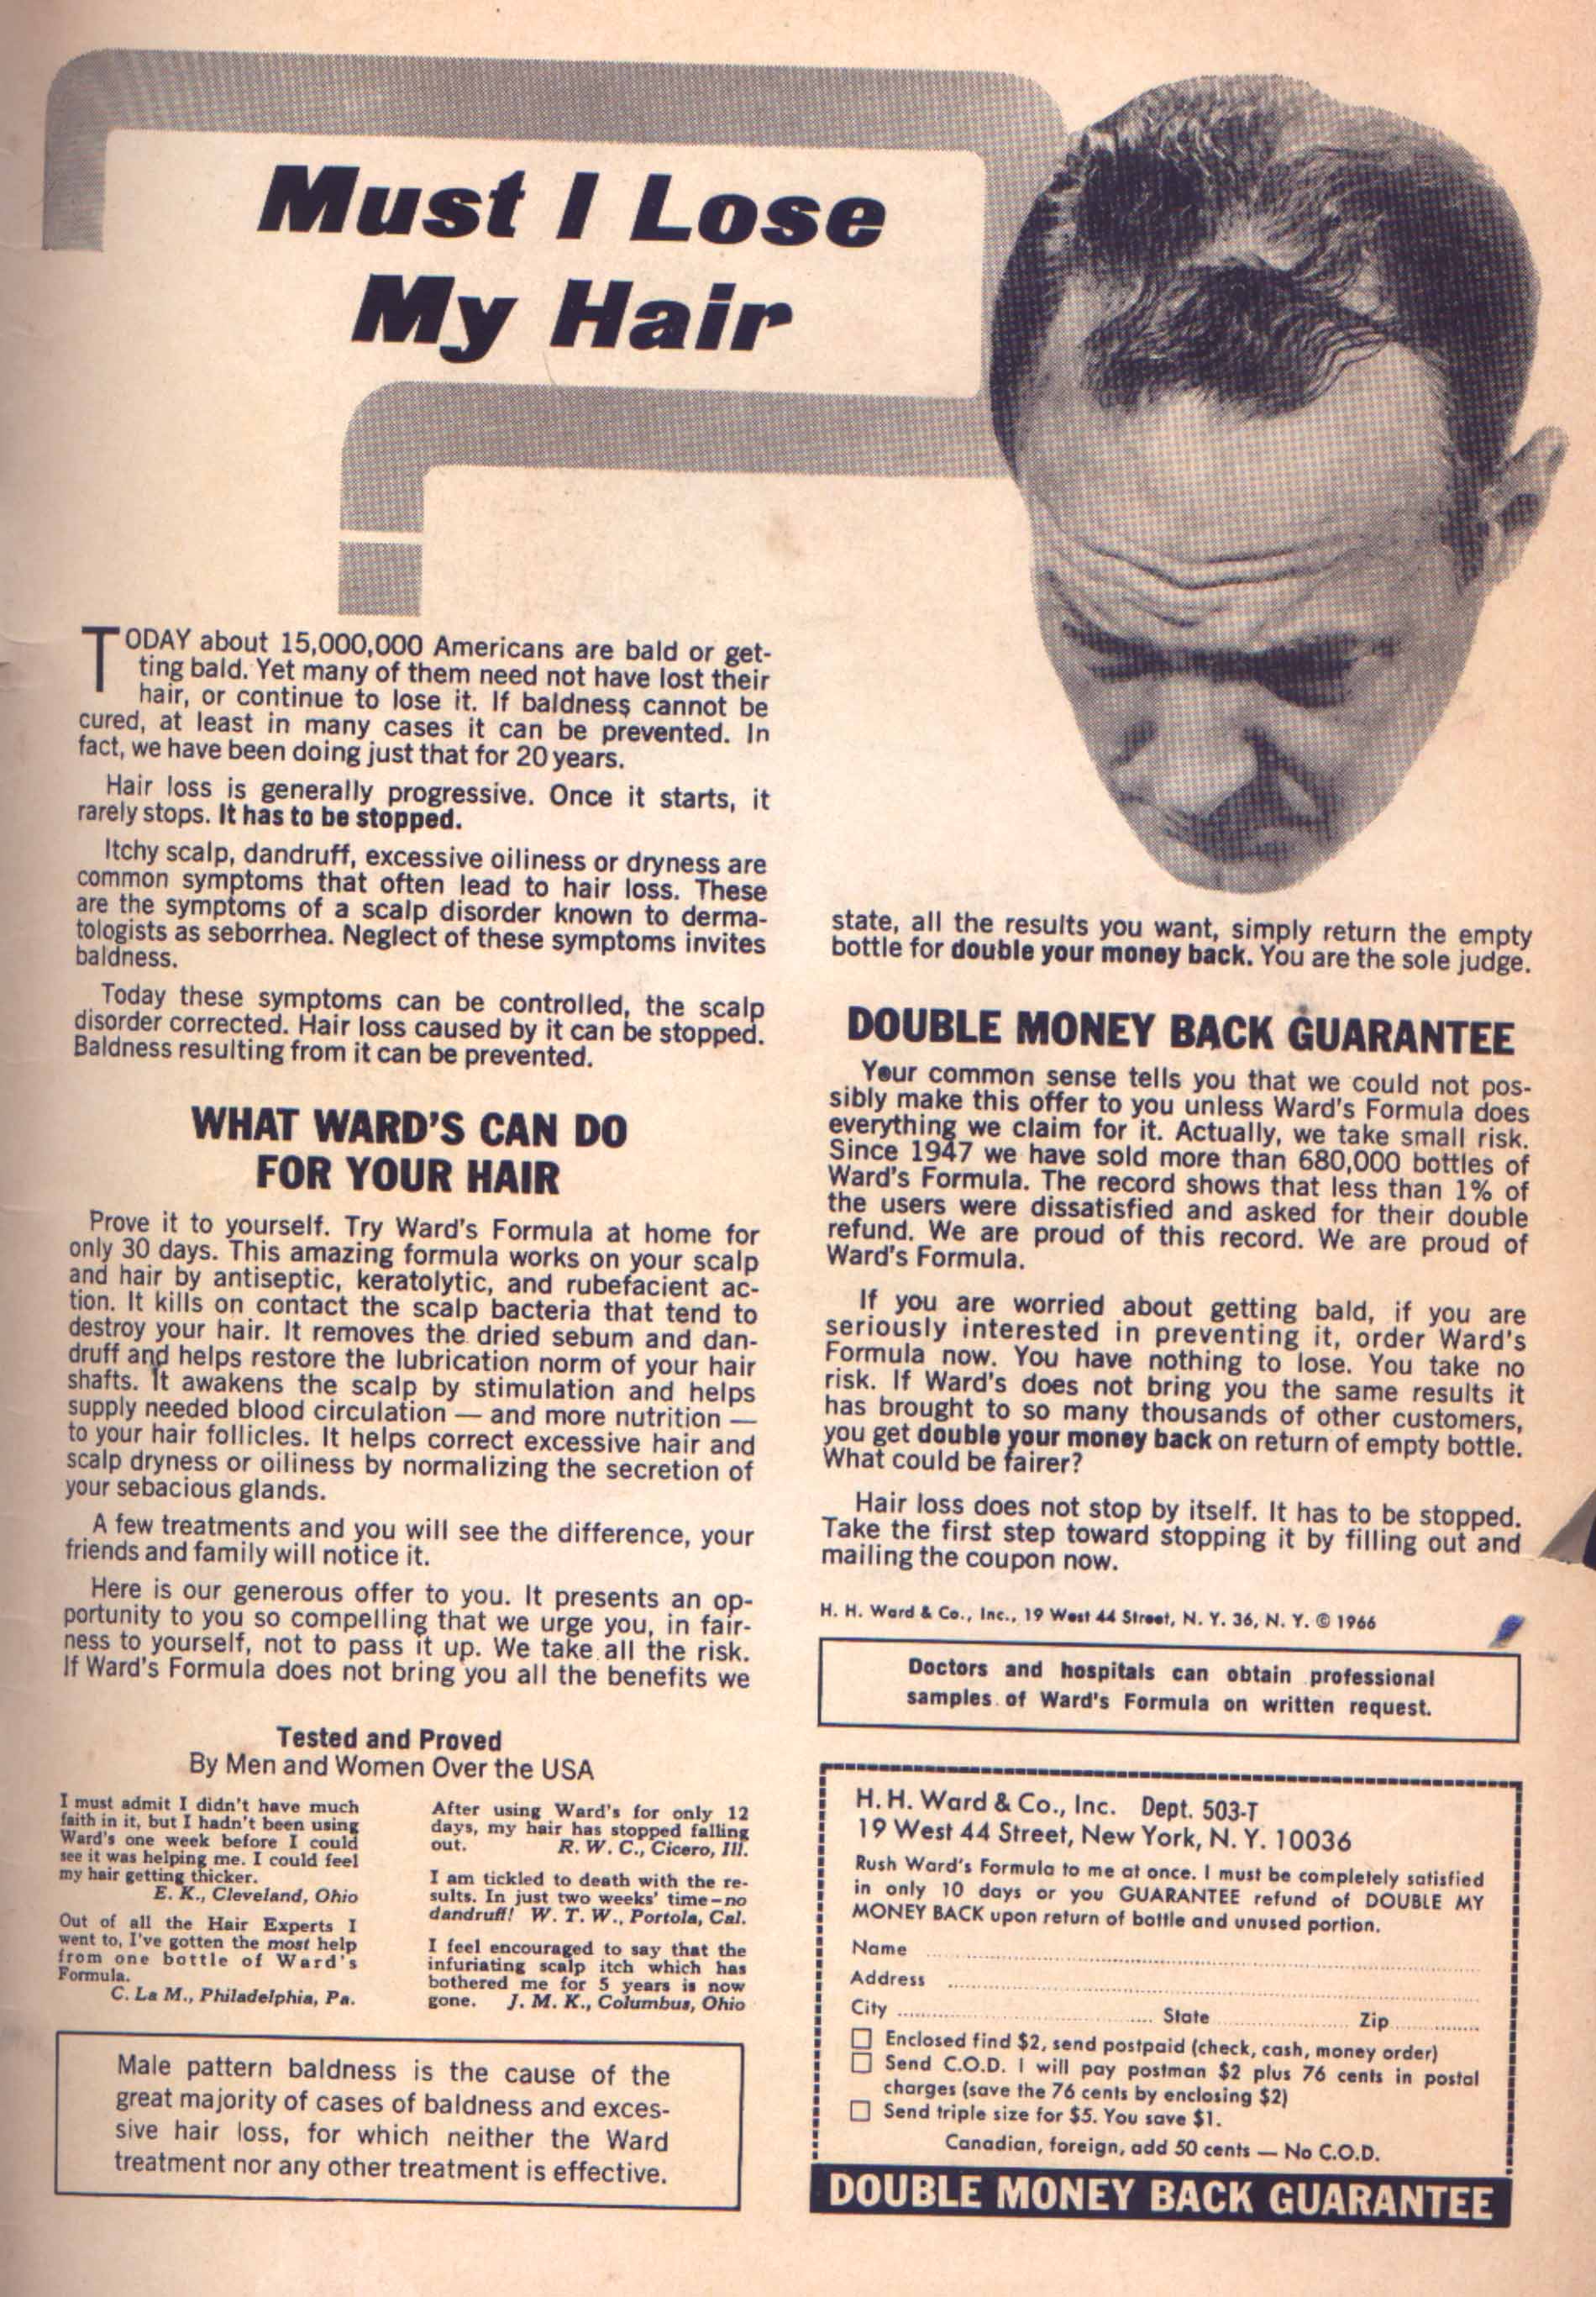 Must I Lose
My Hair
TODAY about 15,000,000 Americans are bald or get-
ting bald. Yet many of them need not have lost their
hair, or continue to lose it. If baldness cannot be
cured, at least in many cases it can be prevented. In
fact, we have been doing just that for 20 years.
Hair loss is generally progressive. Once it starts, it
rarely stops. It has to be stopped.
Itchy scalp, dandruff, excessive oiliness or dryness are
common symptoms that often lead to hair loss. These
are the symptoms of a scalp disorder known to derma-
tologists as seborrhea. Neglect of these symptoms invites
baldness.
Today these symptoms can be controlled, the scalp
disorder corrected. Hair loss caused by it can be stopped.
Baldness resulting from it can be prevented.
WHAT WARD'S CAN DO
FOR YOUR HAIR
Prove it to yourself. Try Ward's Formula at home for
only 30 days. This amazing formula works on your scalp
and hair by antiseptic, keratolytic, and rubefacient ac-
tion. It kills on contact the scalp bacteria that tend to
destroy your hair. It removes the dried sebum and dan-
druff and helps restore the lubrication norm of your hair
shafts. It awakens the scalp by stimulation and helps
supply needed blood circulation — and more nutrition —
to your hair follicles. It helps correct excessive hair and
scalp dryness or oiliness by normalizing the secretion of
your sebacious glands.
A few treatments and you will see the difference, your
friends and family will notice it.
Here is our generous offer to you. It presents an op-
portunity to you so compelling that we urge you, in fair-
ness to yourself, not to pass it up. We take all the risk.
If Ward's Formula does not bring you all the benefits we
state, all the results you want, simply return the empty
bottle for double your money back. You are the sole judge.
DOUBLE MONEY BACK GUARANTEE
Your common sense tells you that we could not pos-
sibly make this offer to you unless Ward's Formula does
everything we claim for it. Actually, we take small risk.
Since 1947 we have sold more than 680,000 bottles of
Ward's Formula. The record shows that less than 1% of
the users were dissatisfied and asked for their double
refund. We are proud of this record. We are proud of
Ward's Formula.
If you are worried about getting bald, if you are
seriously interested in preventing it, order Ward's
Formula now. You have nothing to lose. You take no
risk. If Ward's does not bring you the same results it
has brought to so many thousands of other customers,
you get double your money back on return of empty bottle.
What could be fairer?
Hair loss does not stop by itself. It has to be stopped.
Take the first step toward stopping it by filling out and
mailing the coupon now.
H. H. Ward & Co., Inc., 19 West 44 Street, N. Y. 36, N. Y. © 1966
Doctors and hospitals can obtain professional
samples of Ward's Formula on written request.
Tested and Proved
By Men and Women Over the USA
I must admit I didn't have much
faith in it, but I hadn't been using
Ward's one week before I could
see it was helping me. I could feel
my hair getting thicker.
E. K., Cleveland, Ohio
Out of all the Hair Experts I
went to, I've gotten the most help
from one bottle of Ward's
Formula.
C. La M., Philadelphia, Pa.
After using Ward's for only 12
days, my hair has stopped falling
out. R. W. C., Cicero, Ill.
I am tickled to death with the re-
sults. In just two weeks' time—no
dandruff! W. T. W., Portola, Cal.
I feel encouraged to say that the
infuriating scalp itch which has
bothered me for 5 years is now
gone. J. M. K., Columbus, Ohio
Male pattern baldness is the cause of the
great majority of cases of baldness and exces-
sive hair loss, for which neither the Ward
treatment nor any other treatment is effective.
H. H. Ward & Co., Inc. Dept. 503-T
19 West 44 Street, New York, N. Y. 10036
Rush Ward's Formula to me at once. I must be completely satisfied
in only 10 days or you GUARANTEE refund of DOUBLE MY
MONEY BACK upon return of bottle and unused portion.
Name
Address
City State Zip
Enclosed find $2, send postpaid (check, cash, money order)
Send C.O.D. I will pay postman $2 plus 76 cents in postal
charges (save the 76 cents by enclosing $2)
Send triple size for $5. You save $1.
Canadian, foreign, add 50 cents — No C.O.D.
DOUBLE MONEY BACK GUARANTEE